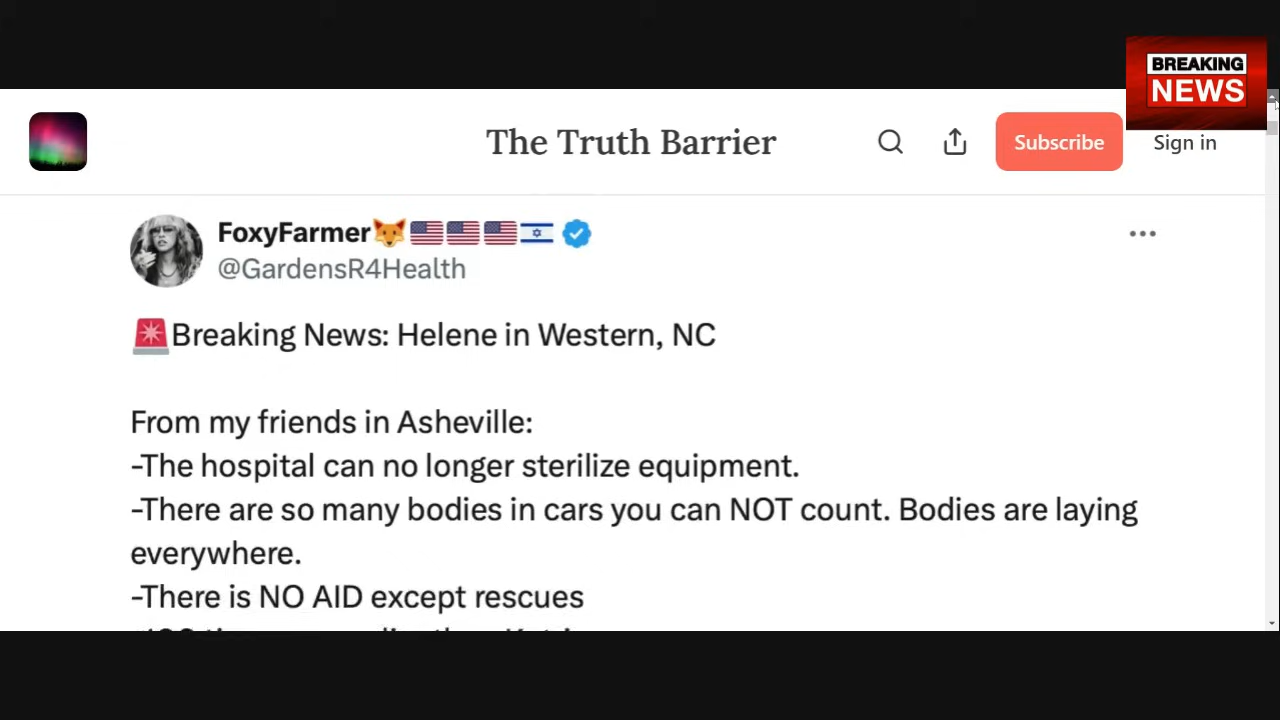 BREAKING
NEWS
The Truth Barrier
Subscribe
Sign in
FoxyFarmer🦊🇺🇸🇺🇸🇺🇸🇮🇱
@GardensR4Health
🚨Breaking News: Helene in Western, NC
From my friends in Asheville:
-The hospital can no longer sterilize equipment.
-There are so many bodies in cars you can NOT count. Bodies are laying
everywhere.
-There is NO AID except rescues